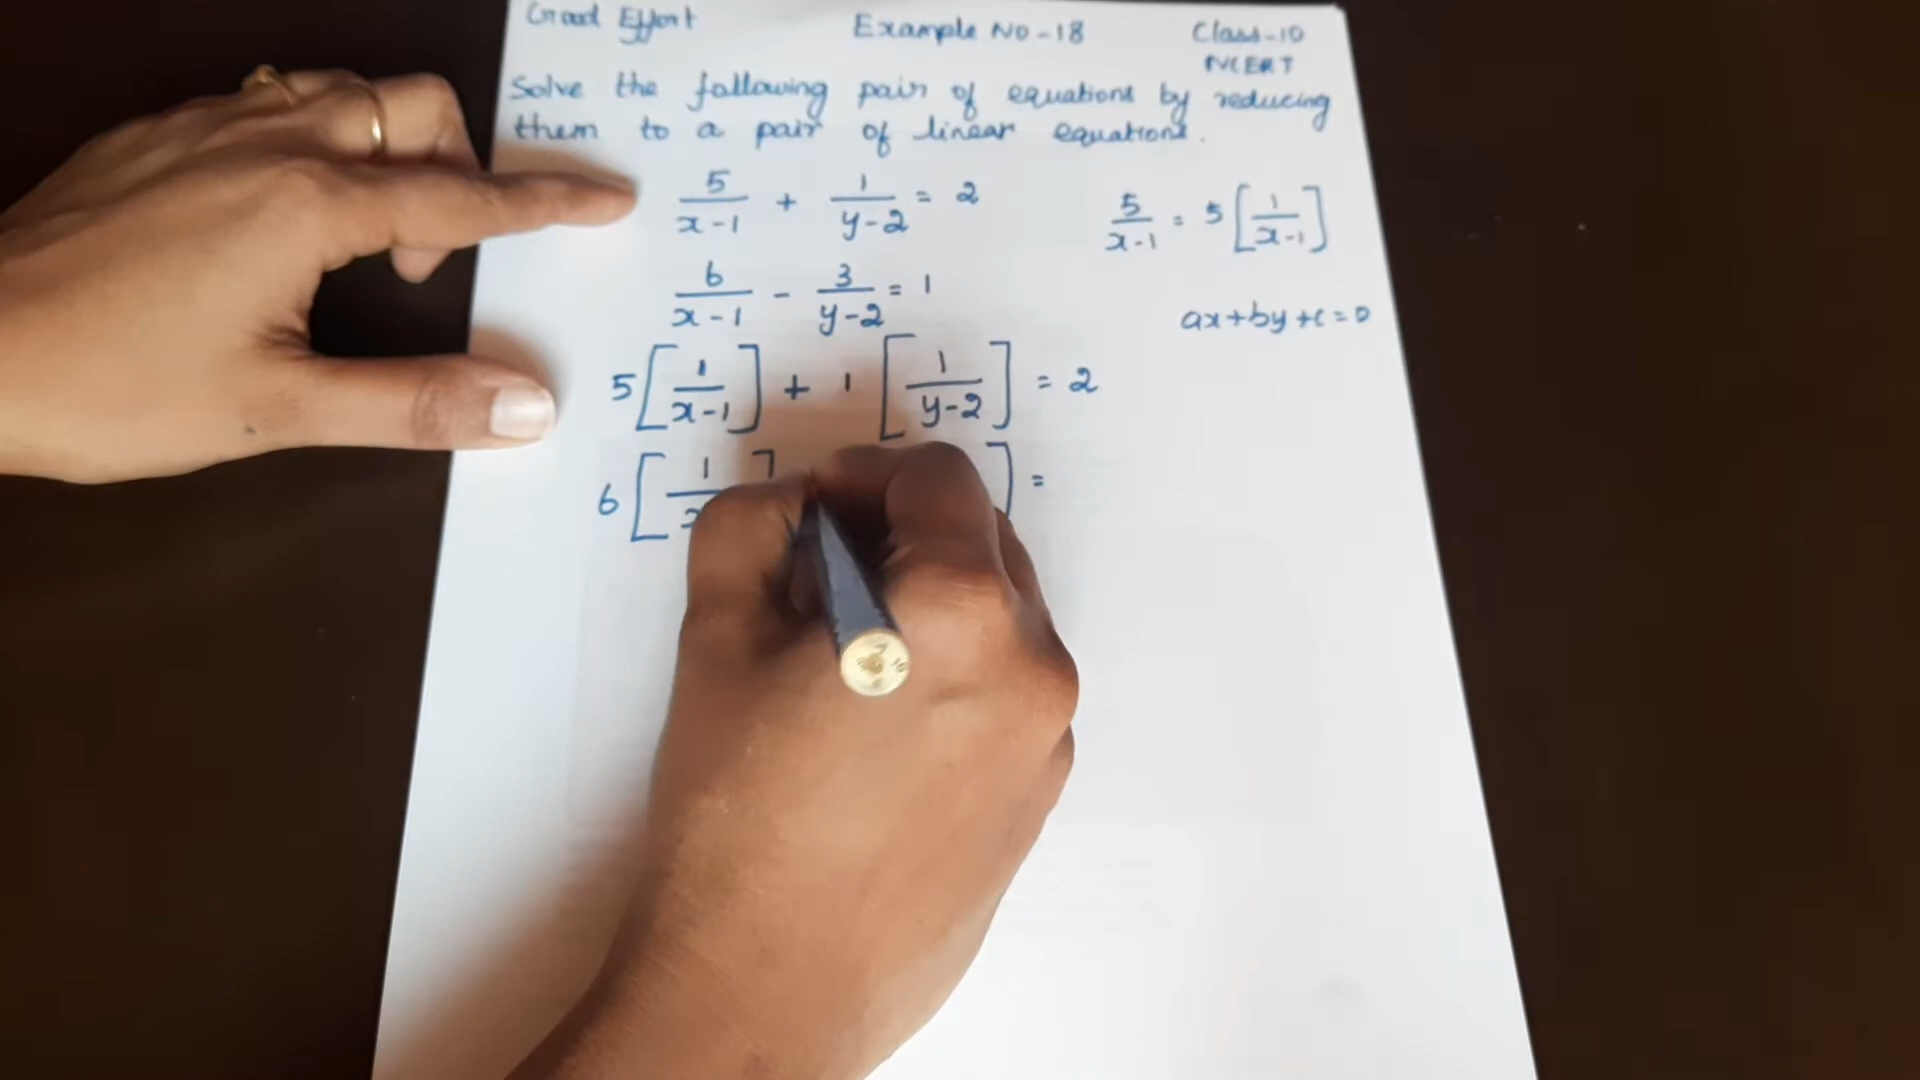 Good Effort Example No-18 Class-10
NCERT
Solve the following pair of equations by reducing
them to a pair of linear equations.
5/(x-1) + 1/(y-2) = 2
5/(x-1) = 5[1/(x-1)]
6/(x-1) - 3/(y-2) = 1
ax+by+c=0
5[1/(x-1)] + 1[1/(y-2)] = 2
6[1/ ] =